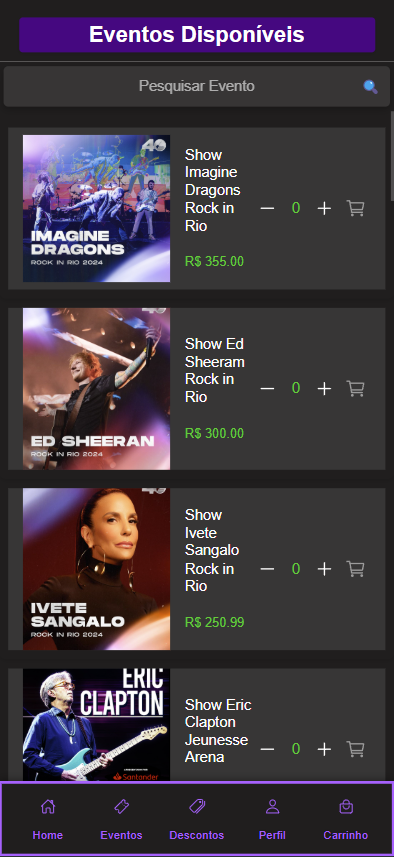 Eventos Disponíveis
Pesquisar Evento
40
IMAGINE
DRAGONS
ROCK IN RIO 2024
Show
Imagine
Dragons
Rock in
Rio
R$ 355.00
0
ED SHEERAN
ROCK IN RIO 2024
Show Ed
Sheeram
Rock in
Rio
R$ 300.00
0
IVETE
SANGALO
ROCK IN RIO 2024
Show
Ivete
Sangalo
Rock in
Rio
R$ 250.99
0
ERIC
CLAPTON
Santander
Show Eric
Clapton
Jeunesse
Arena
0
Home
Eventos
Descontos
Perfil
Carrinho